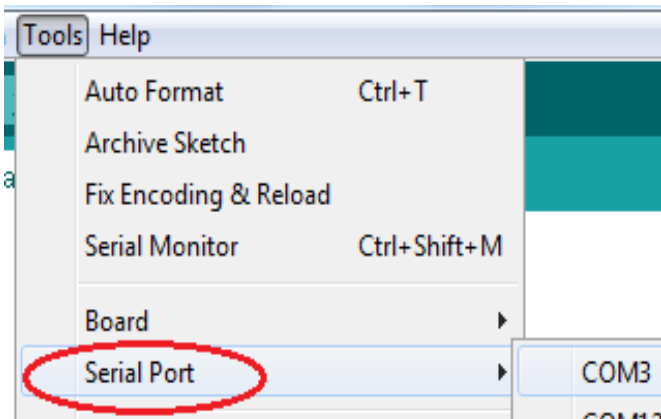 Tools Help
Auto Format Ctrl+T
Archive Sketch
Fix Encoding & Reload
Serial Monitor Ctrl+Shift+M
Board
Serial Port COM3